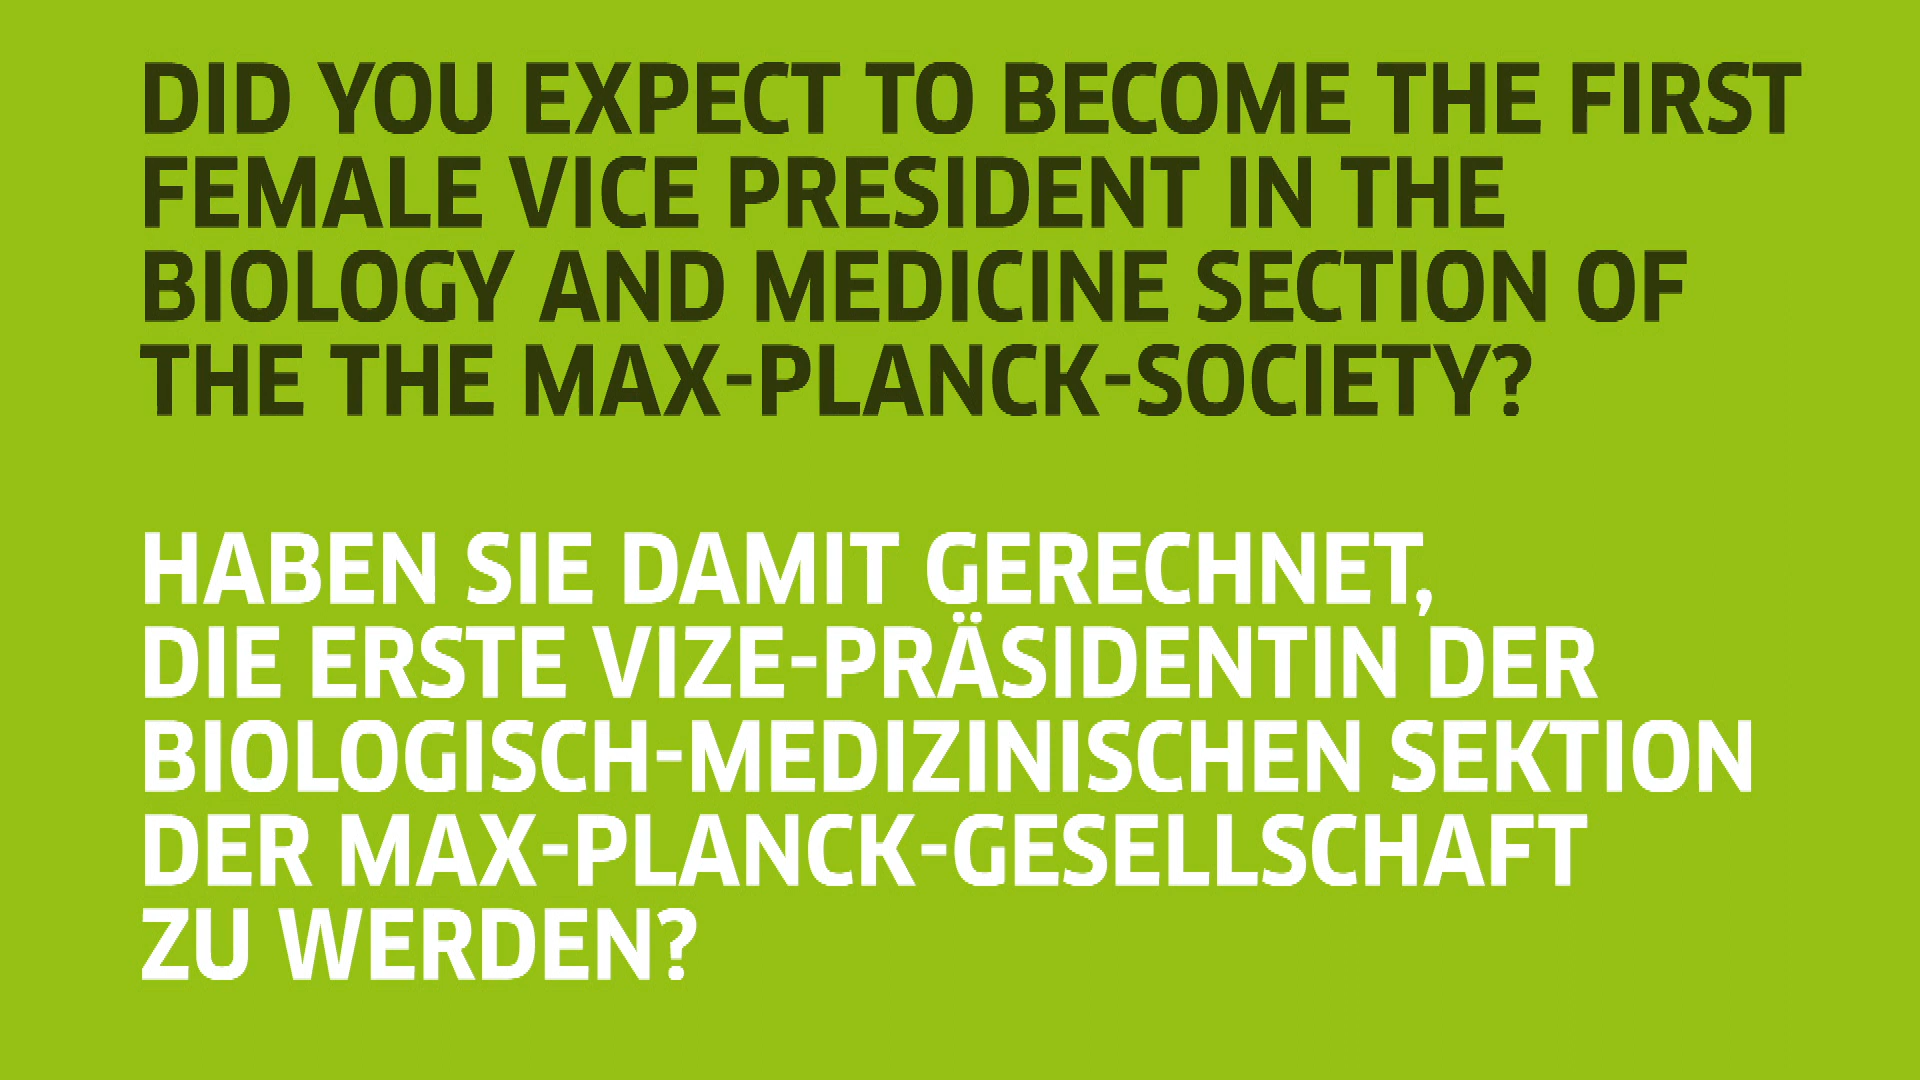 DID YOU EXPECT TO BECOME THE FIRST
FEMALE VICE PRESIDENT IN THE
BIOLOGY AND MEDICINE SECTION OF
THE THE MAX-PLANCK-SOCIETY?
HABEN SIE DAMIT GERECHNET,
DIE ERSTE VIZE-PRÄSIDENTIN DER
BIOLOGISCH-MEDIZINISCHEN SEKTION
DER MAX-PLANCK-GESELLSCHAFT
ZU WERDEN?